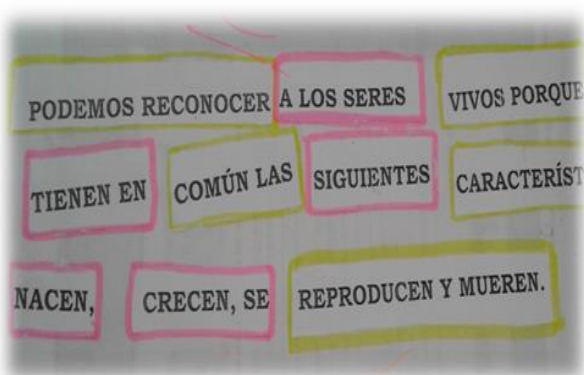 PODEMOS RECONOCER A LOS SERES VIVOS PORQUE
TIENEN EN COMÚN LAS SIGUIENTES CARACTERÍST
NACEN, CRECEN, SE REPRODUCEN Y MUEREN.